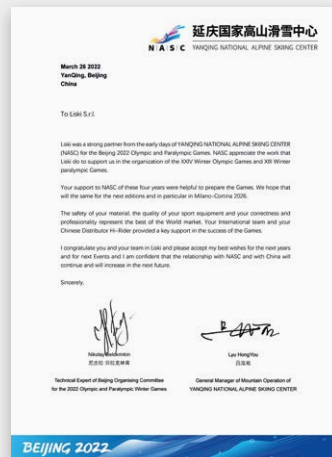 延庆国家高山滑雪中心
NASC YANQING NATIONAL ALPINE SKIING CENTER
March 26 2022
YanQing, Beijing
China
To Liski S.r.l.
Liski was a strong partner from the early days of YANQING NATIONAL ALPINE SKIING CENTER
(NASC) for the Beijing 2022 Olympic and Paralympic Games. NASC appreciate the work that
Liski do to support us in the organization of the XXIV Winter Olympic Games and XIII Winter
paralympic Games.
Your support to NASC of these four years were helpful to prepare the Games. We hope that
will the same for the next editions and in particular in Milano-Cortina 2026.
The safety of your material, the quality of your sport equipment and your correctness and
professionality represent the best of the World market. Your International team and your
Chinese Distributor Hi-Rider provided a key support in the success of the Games.
I congratulate you and your team in Liski and please accept my best wishes for the next years
and for next Events and I am confident that the relationship with NASC and with China will
continue and will increase in the next future.
Sincerely,
Nikolay Lyu HongYou
Technical Expert of Beijing Organising Committee General Manager of Mountain Operation of
for the 2022 Olympic and Paralympic Winter Games YANQING NATIONAL ALPINE SKIING CENTER
BEIJING 2022